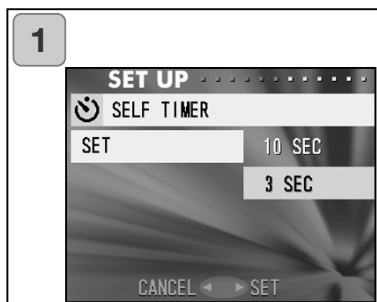 1
SET UP
SELF TIMER
SET
10 SEC
3 SEC
CANCEL SET